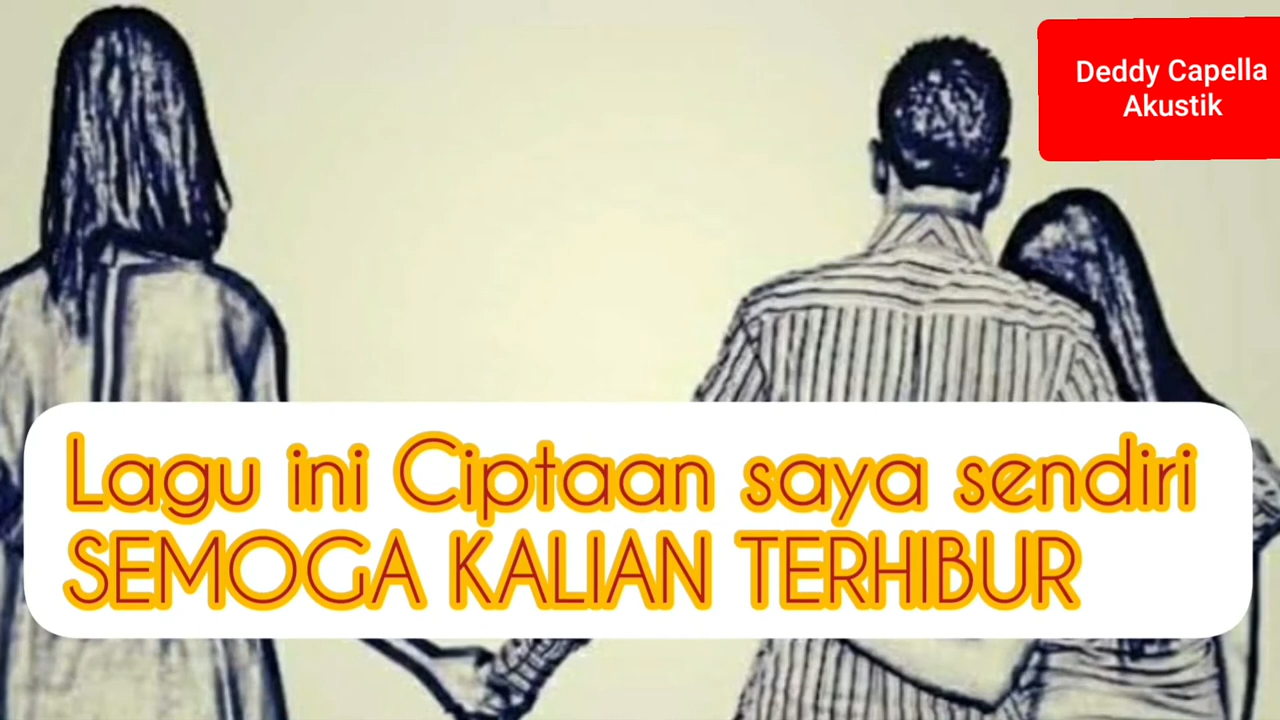 Deddy Capella
Akustik
Lagu ini Ciptaan saya sendiri
SEMOGA KALIAN TERHIBUR